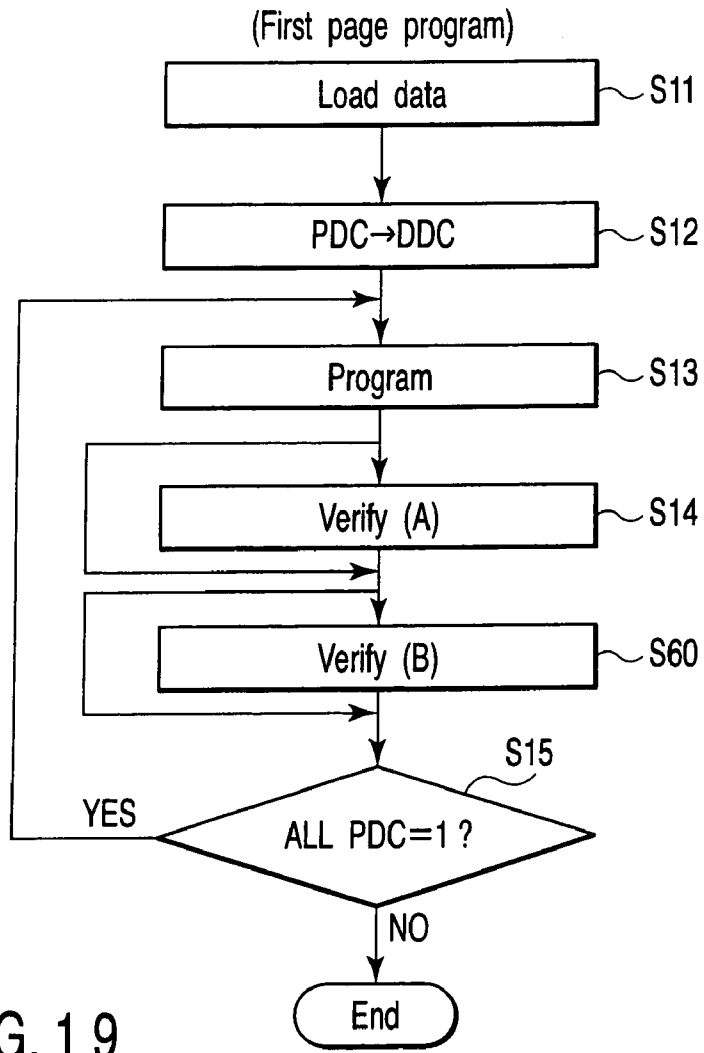 (First page program)
Load data
S11
PDC→DDC
S12
Program
S13
Verify (A)
S14
Verify (B)
S60
S15
YES
ALL PDC=1?
NO
End
G. 19